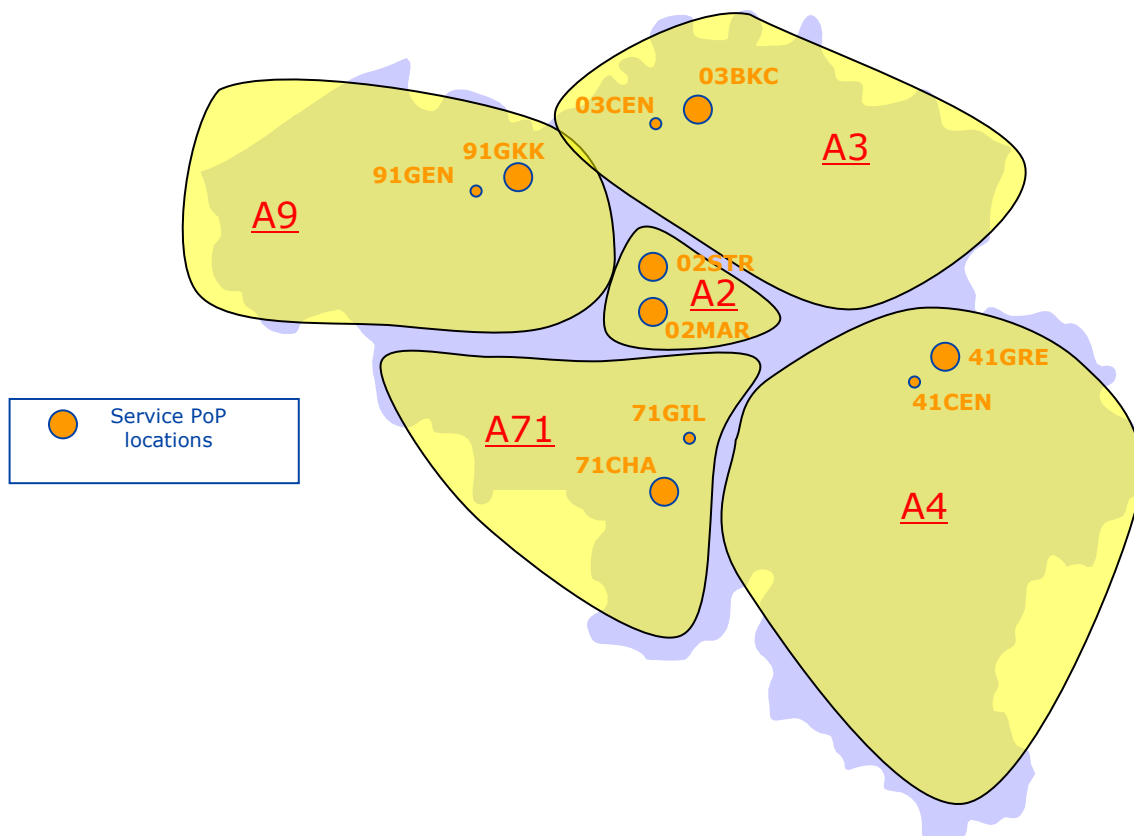 03BKC
03CEN
A3
91GKK
91GEN
A9
02STR
A2
02MAR
41GRE
41CEN
Service PoP
locations
71GIL
A71
71CHA
A4